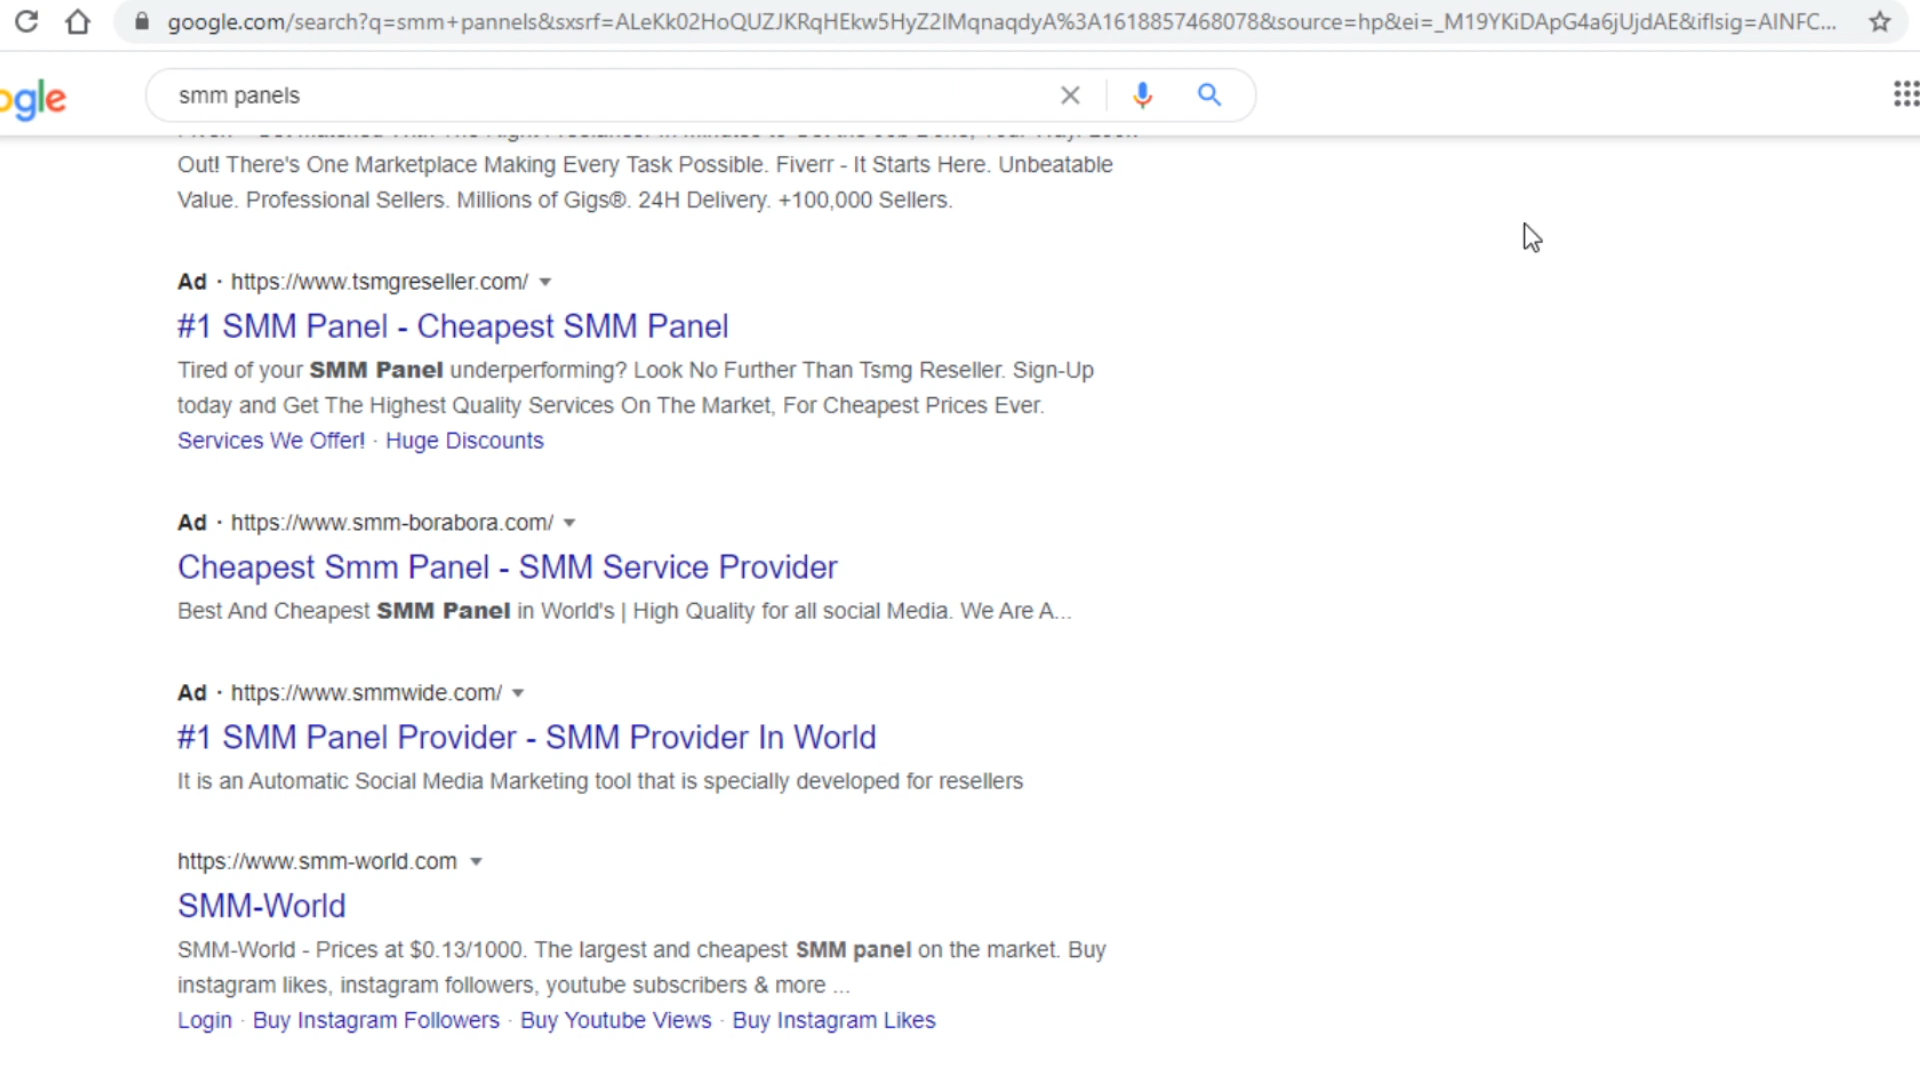 google.com/search?q=smm+pannels&sxsrf=ALeKk02HoQUZJKRqHEkw5HyZ2IMqnaqdyA%3A1618857468078&source=hp&ei=_M19YKiDApG4a6jUjdAE&iflsig=AINFC...
ogle
smm panels
Out! There's One Marketplace Making Every Task Possible. Fiverr - It Starts Here. Unbeatable
Value. Professional Sellers. Millions of Gigs®. 24H Delivery. +100,000 Sellers.
Ad · https://www.tsmgreseller.com/
#1 SMM Panel - Cheapest SMM Panel
Tired of your SMM Panel underperforming? Look No Further Than Tsmg Reseller. Sign-Up
today and Get The Highest Quality Services On The Market, For Cheapest Prices Ever.
Services We Offer! · Huge Discounts
Ad · https://www.smm-borabora.com/
Cheapest Smm Panel - SMM Service Provider
Best And Cheapest SMM Panel in World's | High Quality for all social Media. We Are A...
Ad · https://www.smmwide.com/
#1 SMM Panel Provider - SMM Provider In World
It is an Automatic Social Media Marketing tool that is specially developed for resellers
https://www.smm-world.com
SMM-World
SMM-World - Prices at $0.13/1000. The largest and cheapest SMM panel on the market. Buy
instagram likes, instagram followers, youtube subscribers & more ...
Login · Buy Instagram Followers · Buy Youtube Views · Buy Instagram Likes